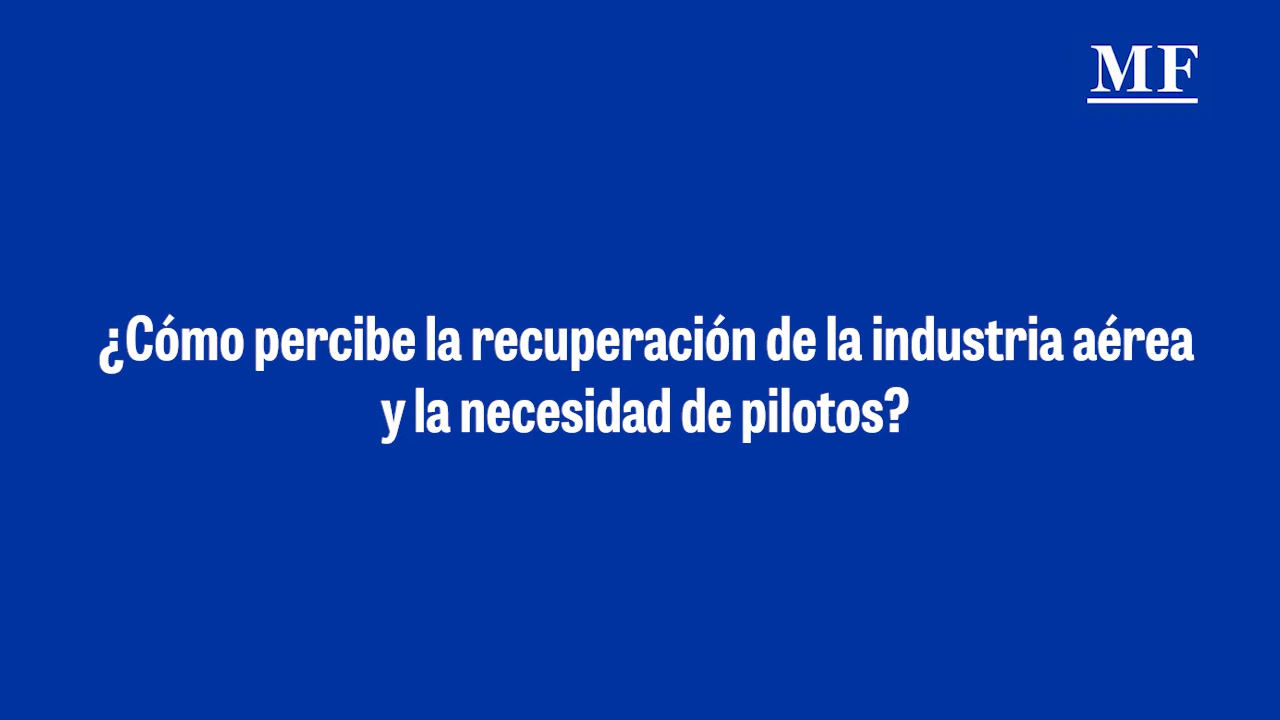 MF
¿Cómo percibe la recuperación de la industria aérea
y la necesidad de pilotos?